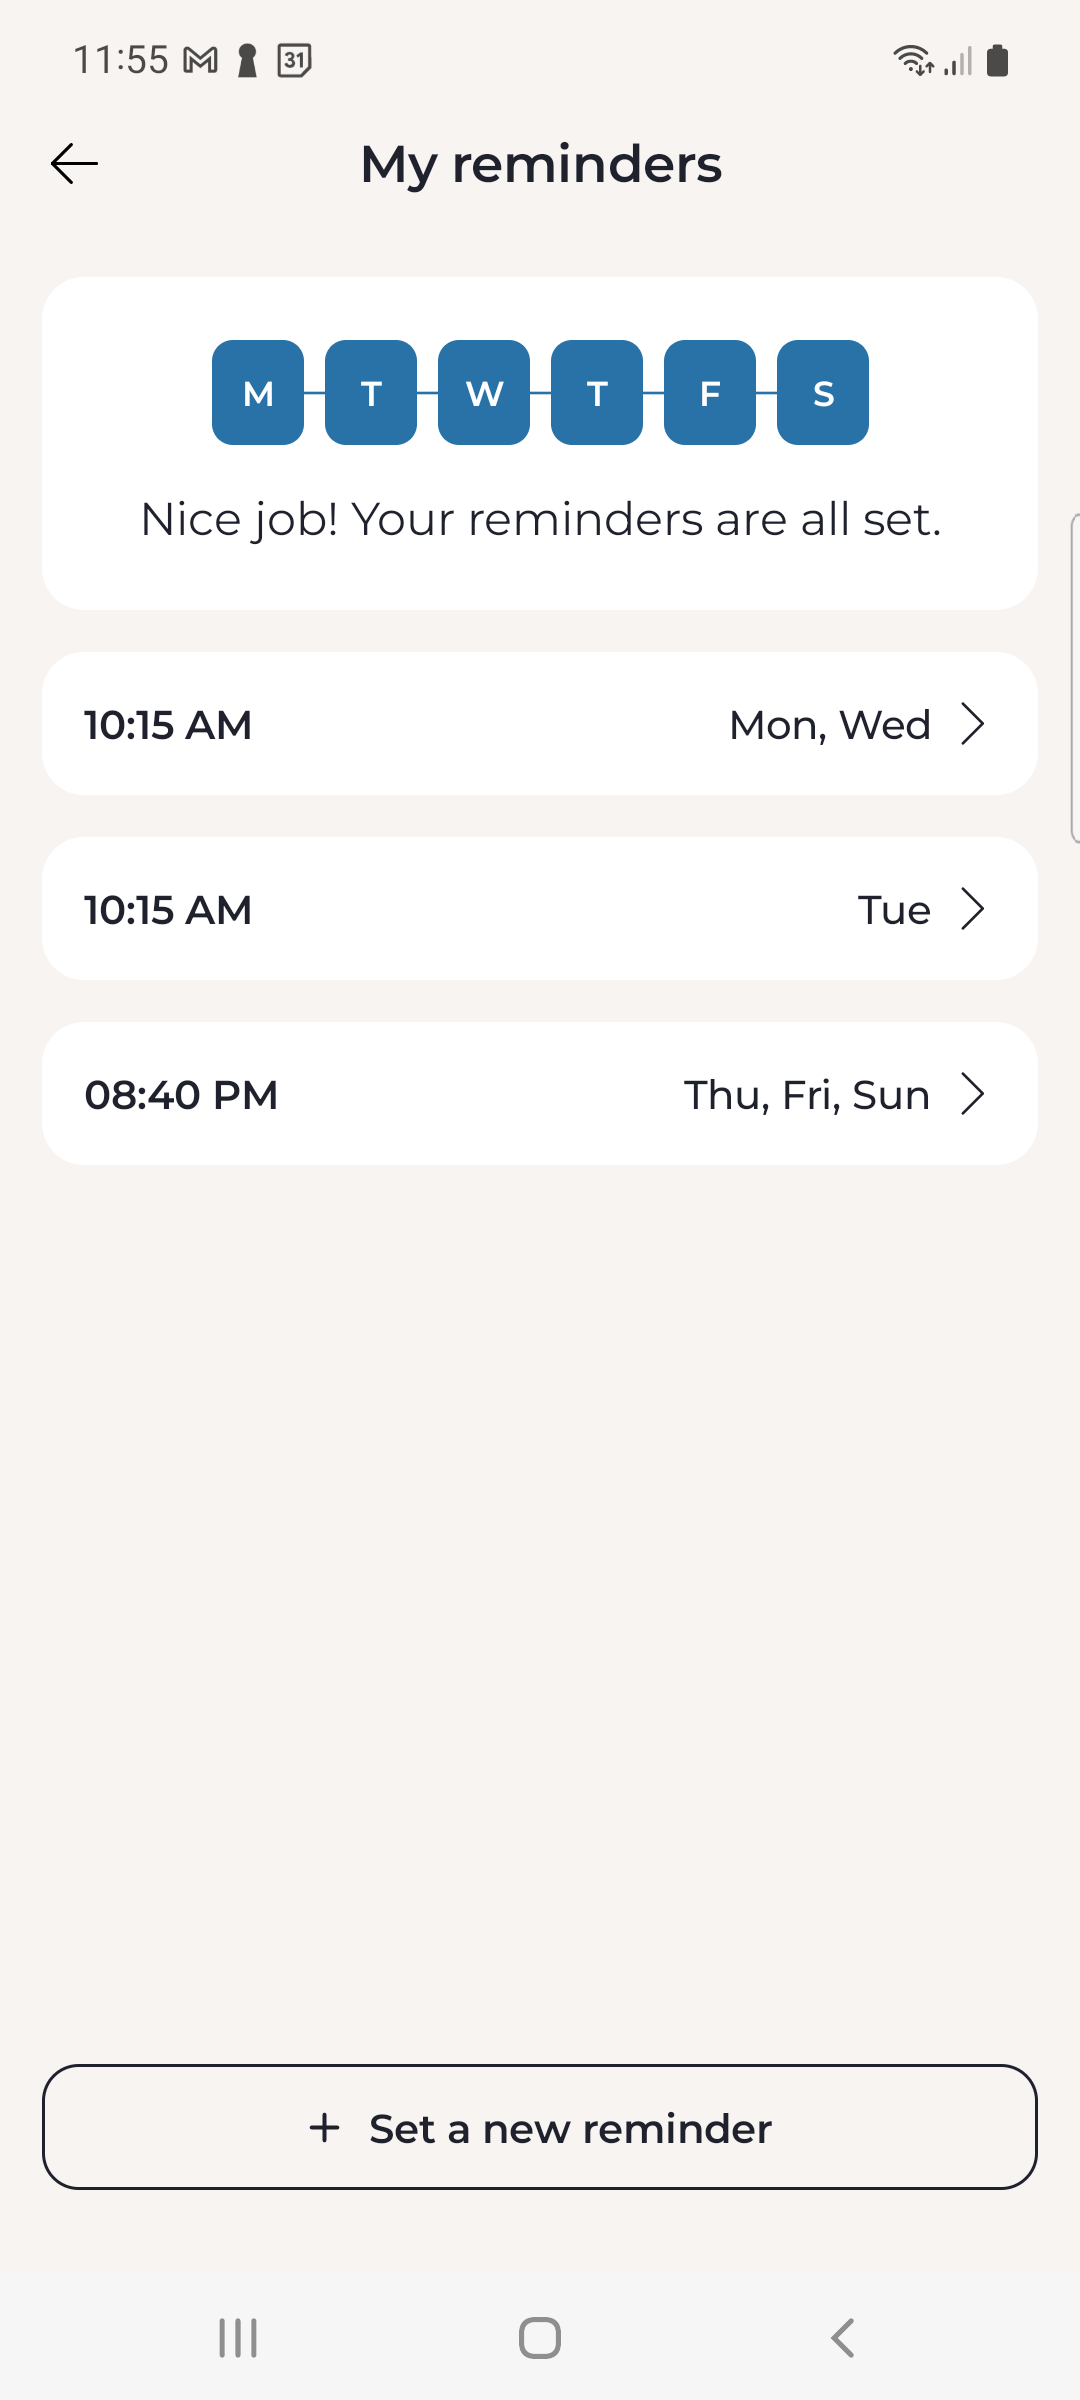 11:55 31
My reminders
M T W T F S
Nice job! Your reminders are all set.
10:15 AM Mon, Wed
10:15 AM Tue
08:40 PM Thu, Fri, Sun
+ Set a new reminder